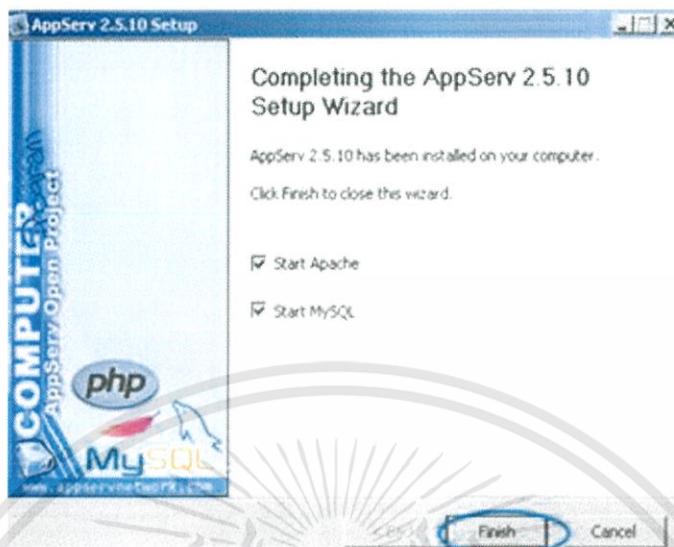 AppServ 2.5.10 Setup
Completing the AppServ 2.5.10
Setup Wizard
AppServ 2.5.10 has been installed on your computer.
Click Finish to close this wizard.
Start Apache
Start MySQL
COMPUTER
AppServ Open Project
php
MySQL
www.appservnetwork.com
Finish
Cancel